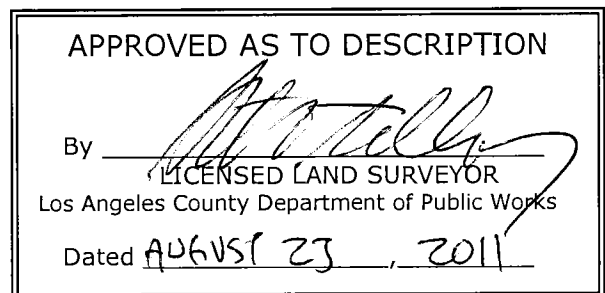 APPROVED AS TO DESCRIPTION
By
LICENSED LAND SURVEYOR
Los Angeles County Department of Public Works
Dated AUGUST 23, 2011